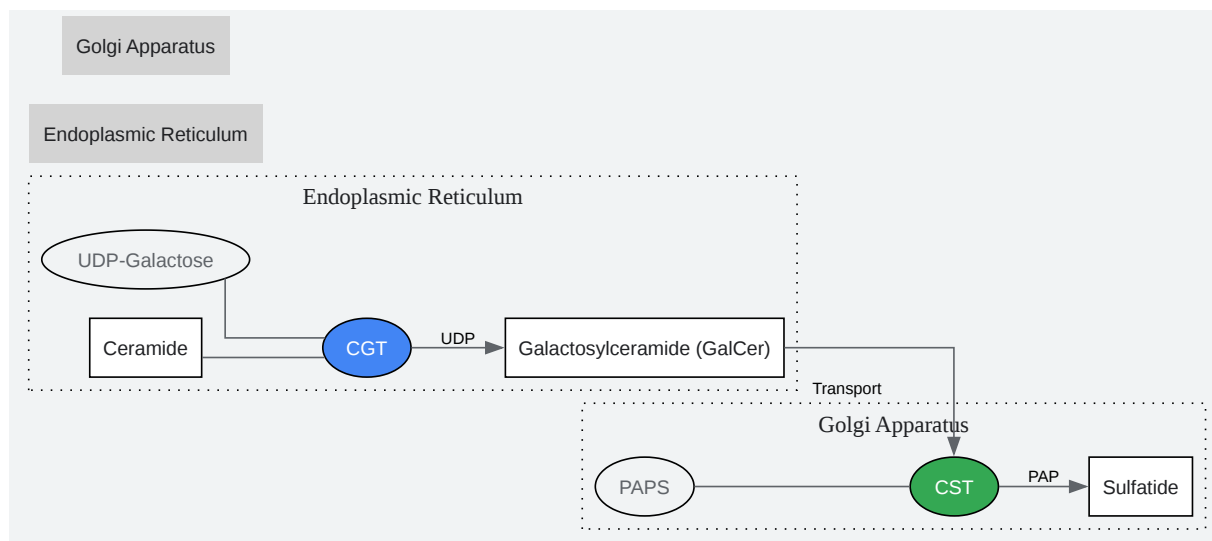 Golgi Apparatus
Endoplasmic Reticulum
Endoplasmic Reticulum
UDP-Galactose
Ceramide
CGT
UDP
Galactosylceramide (GalCer)
Transport
Golgi Apparatus
PAPS
CST
PAP
Sulfatide